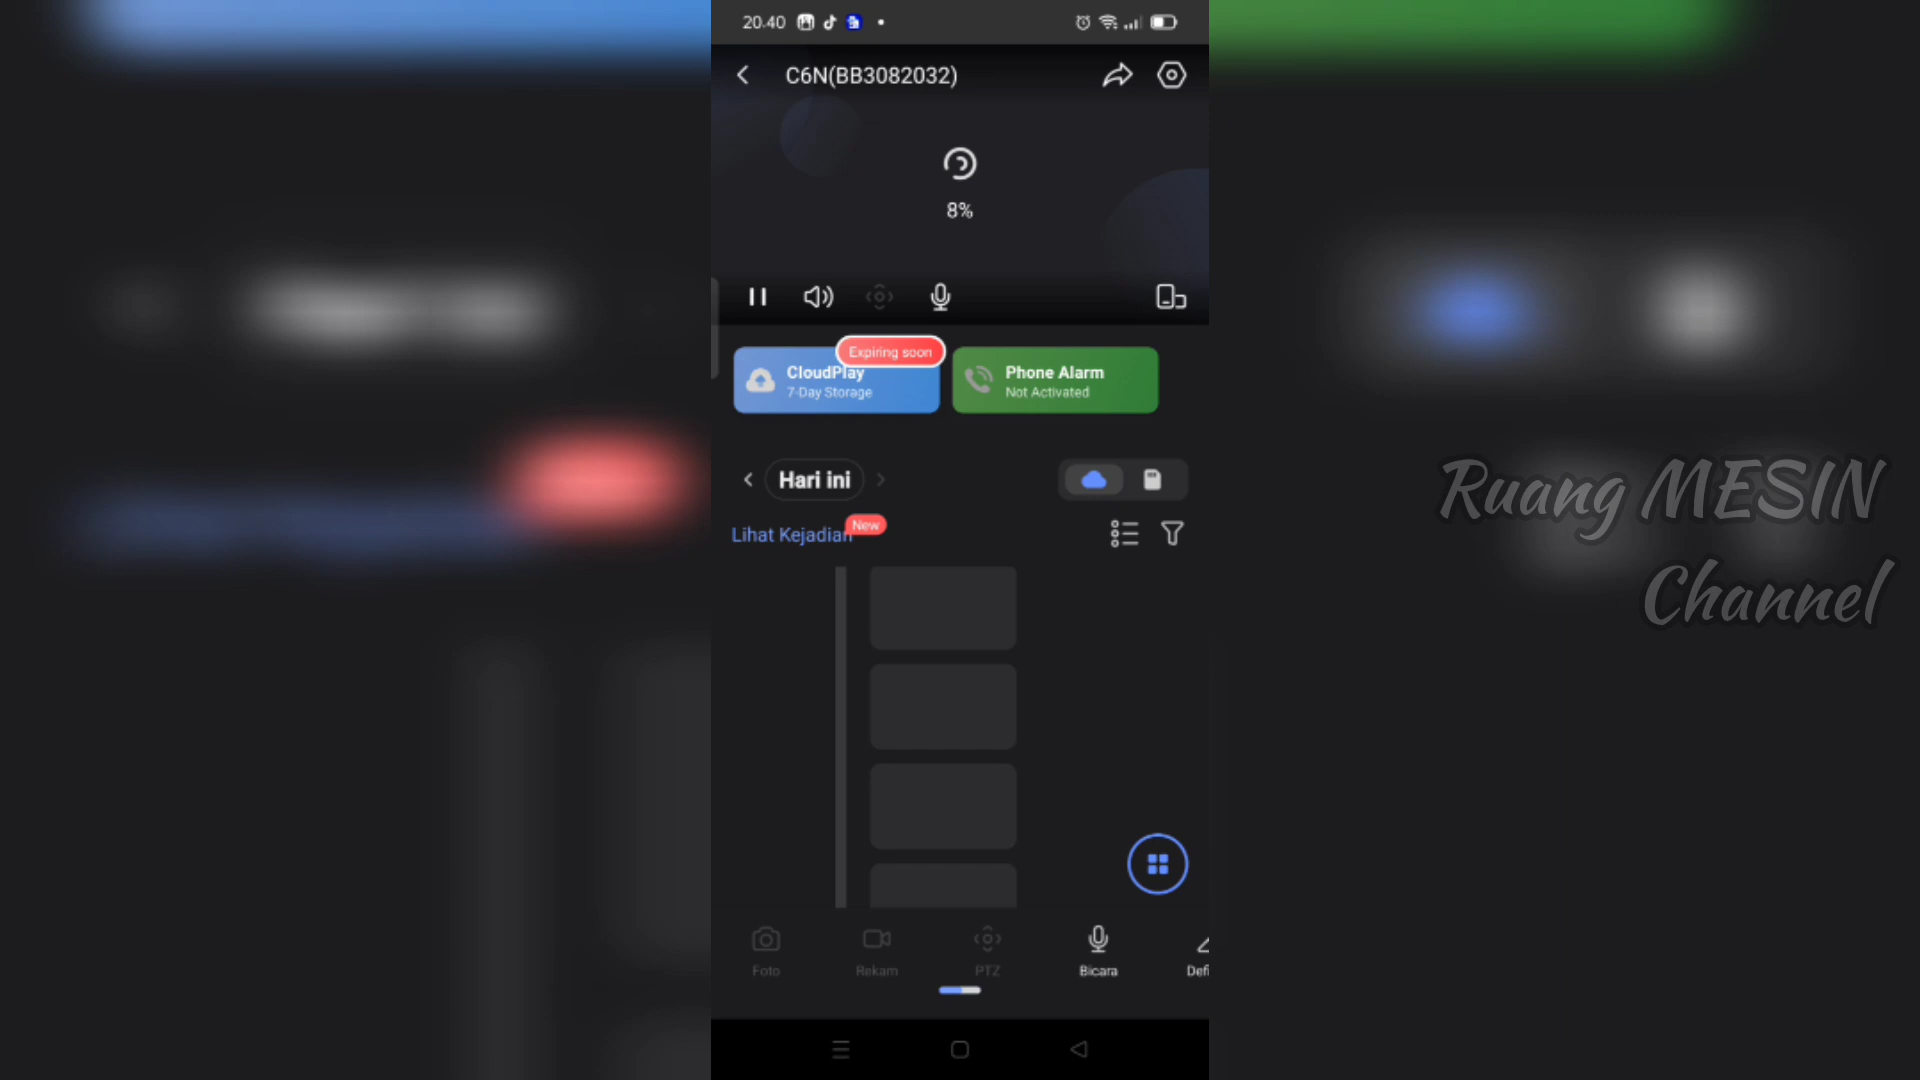 20.40
C6N(BB3082032)
8%
Expiring soon
CloudPlay
7-Day Storage
Phone Alarm
Not Activated
Hari ini
Lihat Kejadian
New
Ruang MESIN
Channel
Foto
Rekam
PTZ
Bicara
Defi